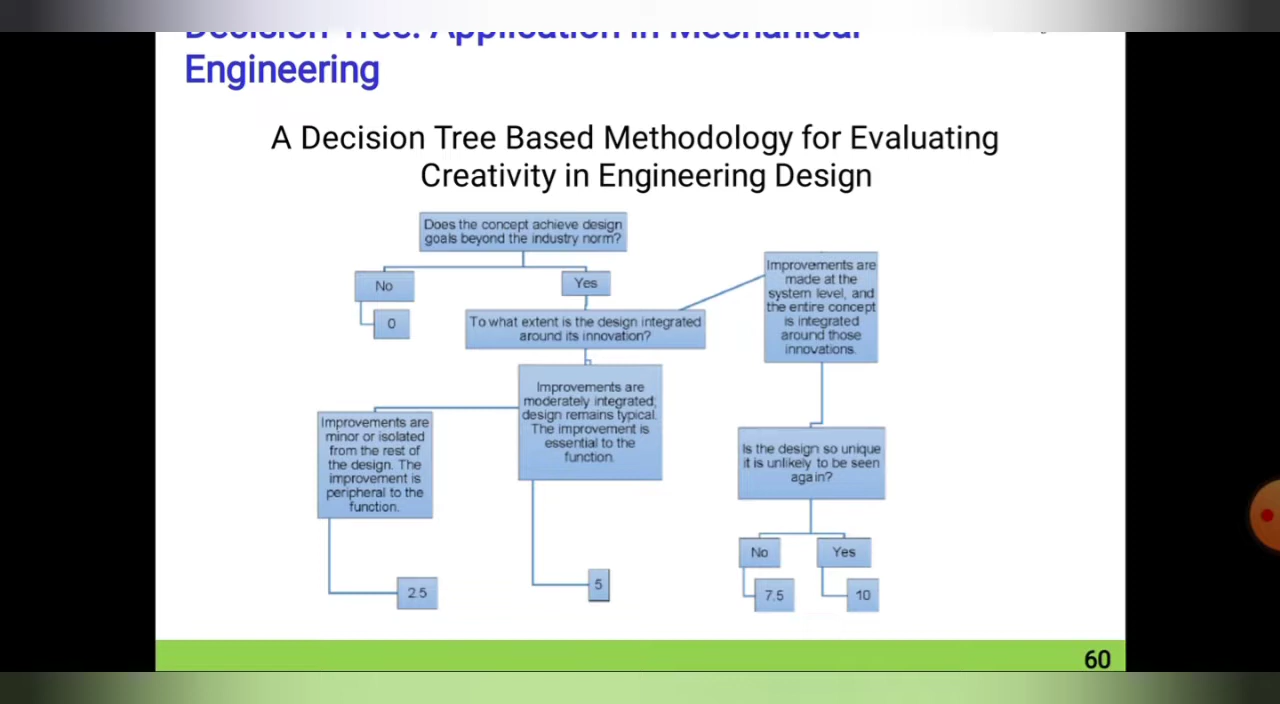 Decision Tree: Application in Mechanical
Engineering
A Decision Tree Based Methodology for Evaluating
Creativity in Engineering Design
Does the concept achieve design
goals beyond the industry norm?
No
0
Yes
To what extent is the design integrated
around its innovation?
Improvements are
minor or isolated
from the rest of
the design. The
improvement is
peripheral to the
function.
2.5
Improvements are
moderately integrated;
design remains typical.
The improvement is
essential to the
function.
5
Improvements are
made at the
system level, and
the entire concept
is integrated
around those
innovations.
Is the design so unique
it is unlikely to be seen
again?
No
7.5
Yes
10
60